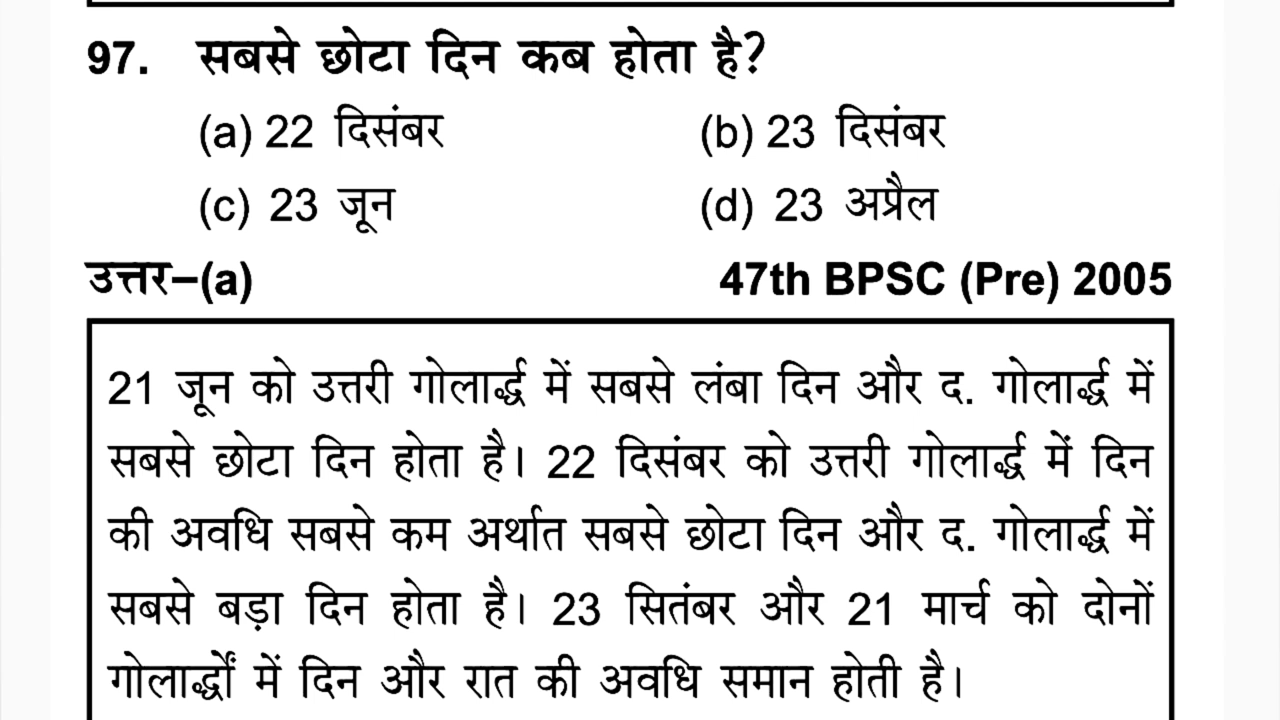 97. सबसे छोटा दिन कब होता है?
(a) 22 दिसंबर (b) 23 दिसंबर
(c) 23 जून (d) 23 अप्रैल
उत्तर–(a) 47th BPSC (Pre) 2005
21 जून को उत्तरी गोलार्द्ध में सबसे लंबा दिन और द. गोलार्द्ध में
सबसे छोटा दिन होता है। 22 दिसंबर को उत्तरी गोलार्द्ध में दिन
की अवधि सबसे कम अर्थात सबसे छोटा दिन और द. गोलार्द्ध में
सबसे बड़ा दिन होता है। 23 सितंबर और 21 मार्च को दोनों
गोलार्द्धों में दिन और रात की अवधि समान होती है।